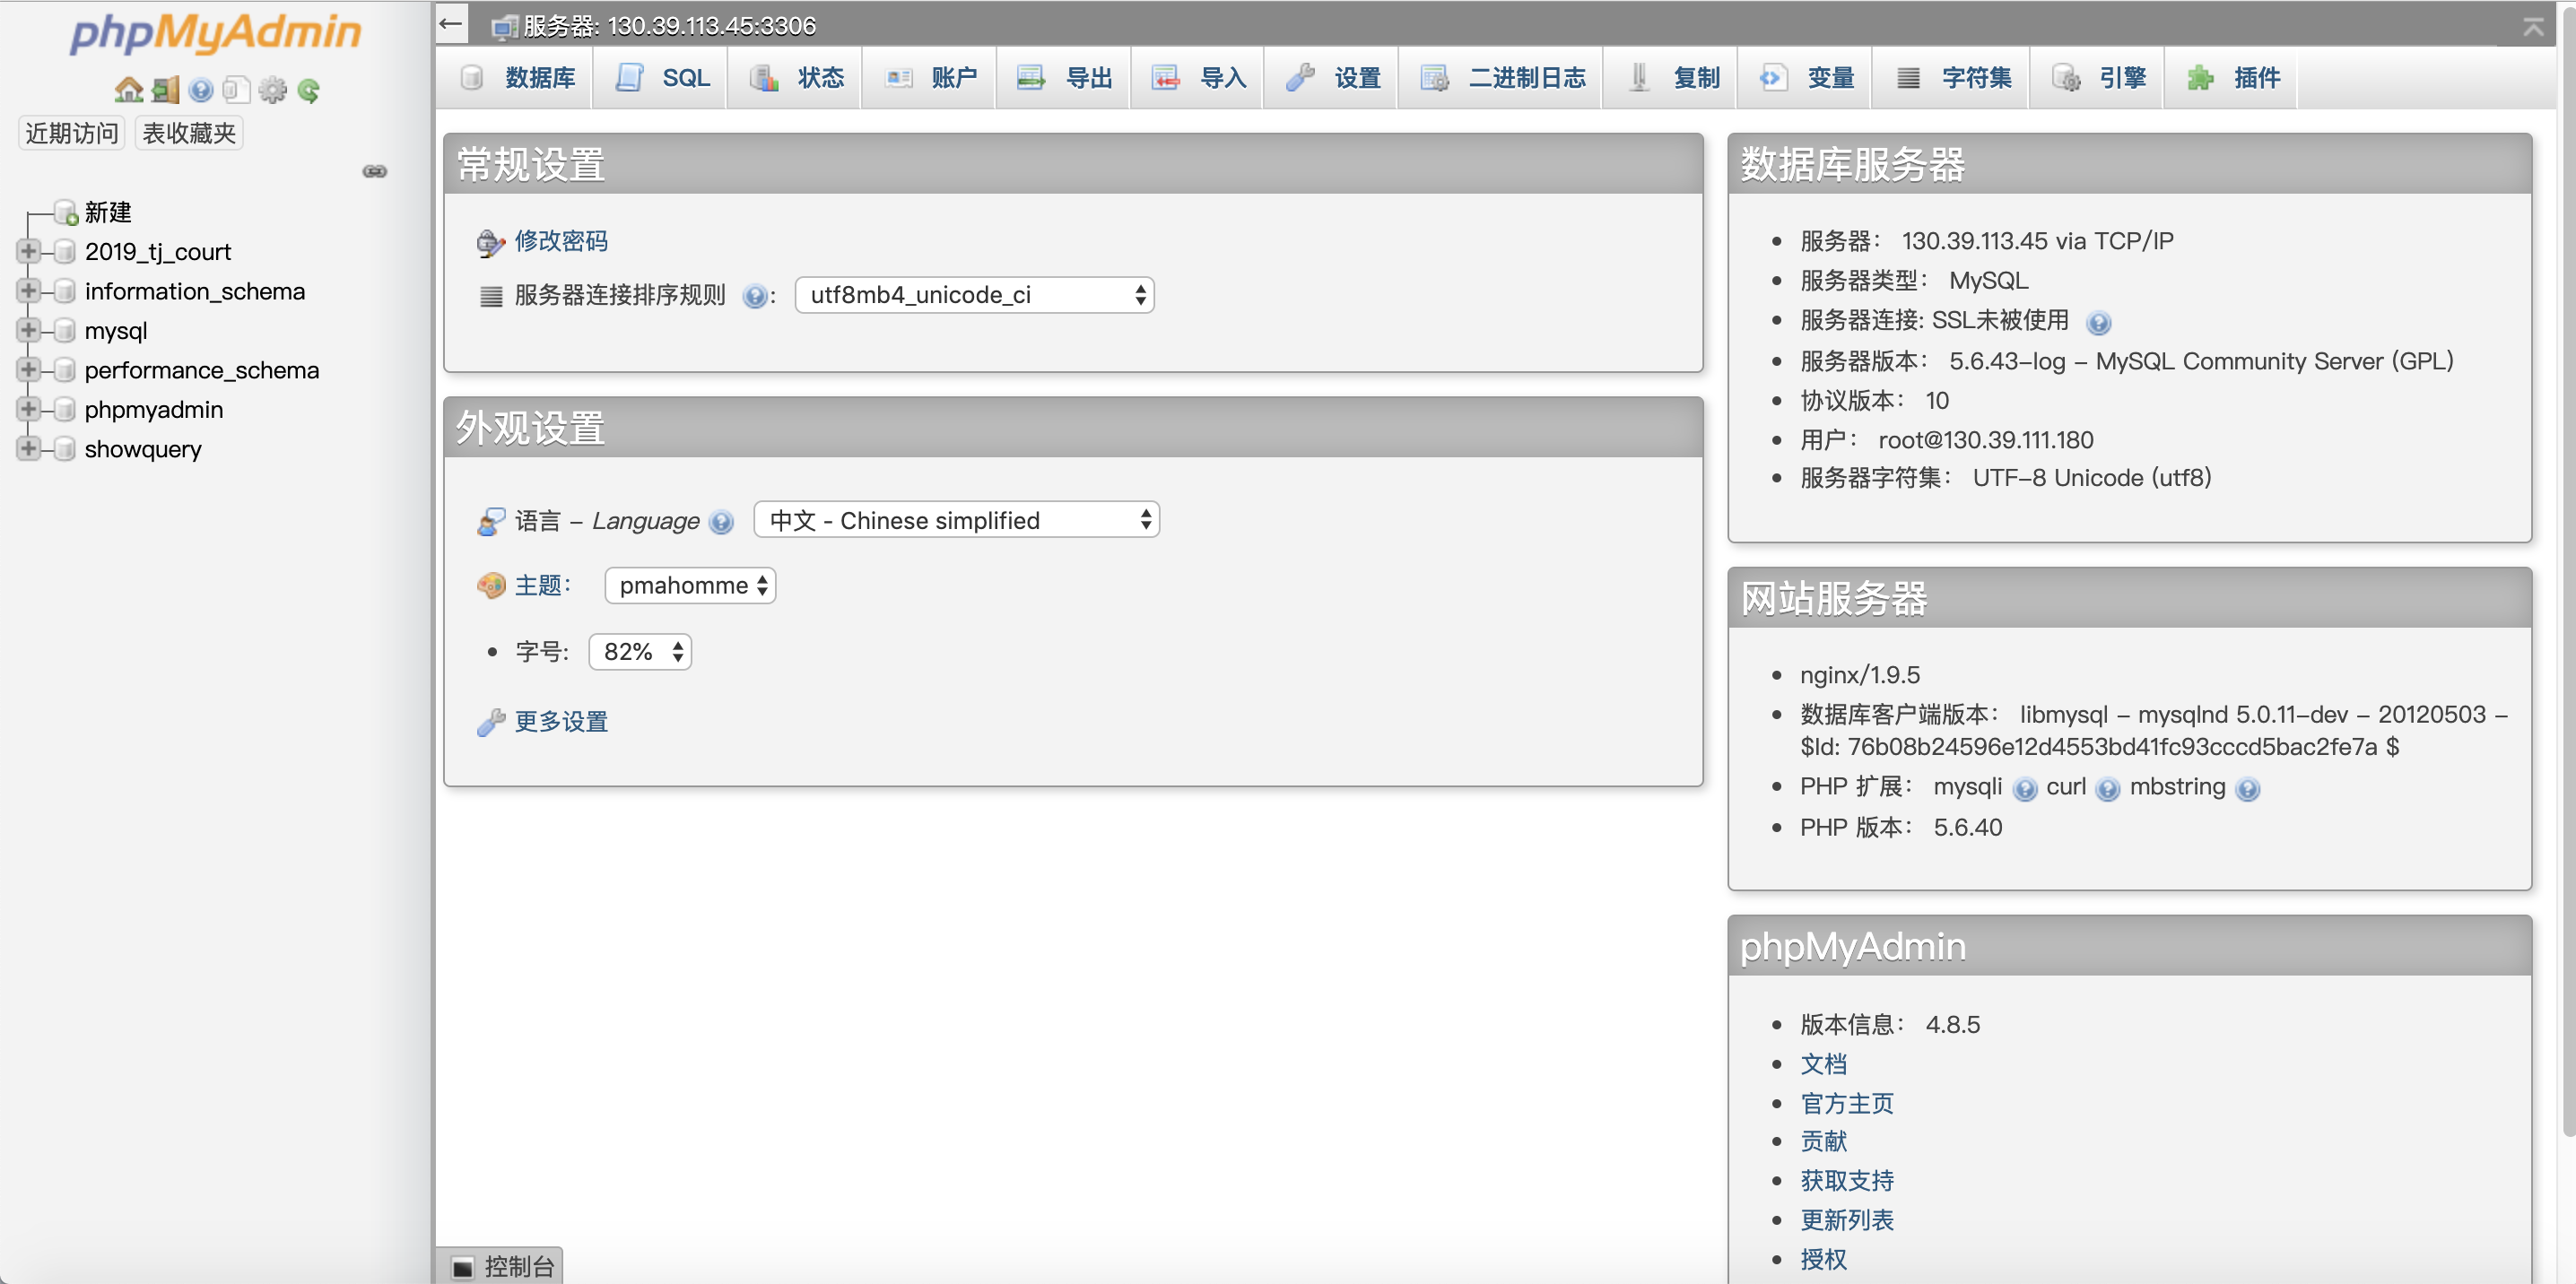 phpMyAdmin
近期访问 表收藏夹
新建
2019_tj_court
information_schema
mysql
performance_schema
phpmyadmin
showquery
服务器: 130.39.113.45:3306
数据库 SQL 状态 账户 导出 导入 设置 二进制日志 复制 变量 字符集 引擎 插件
常规设置
修改密码
服务器连接排序规则 : utf8mb4_unicode_ci
外观设置
语言 - Language 中文 - Chinese simplified
主题: pmahomme
字号: 82%
更多设置
数据库服务器
服务器: 130.39.113.45 via TCP/IP
服务器类型: MySQL
服务器连接: SSL未被使用
服务器版本: 5.6.43-log - MySQL Community Server (GPL)
协议版本: 10
用户: root@130.39.111.180
服务器字符集: UTF-8 Unicode (utf8)
网站服务器
nginx/1.9.5
数据库客户端版本: libmysql - mysqlnd 5.0.11-dev - 20120503 -
$Id: 76b08b24596e12d4553bd41fc93cccd5bac2fe7a $
PHP 扩展: mysqli curl mbstring
PHP 版本: 5.6.40
phpMyAdmin
版本信息: 4.8.5
文档
官方主页
贡献
获取支持
更新列表
授权
控制台